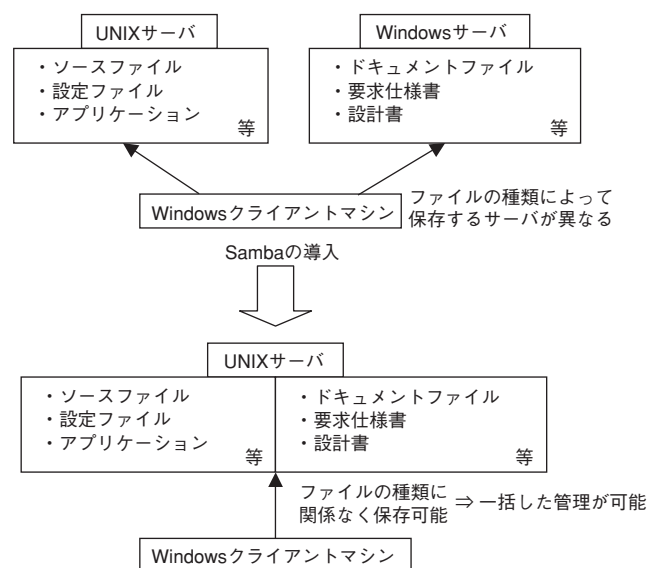 UNIXサーバ
・ソースファイル
・設定ファイル
・アプリケーション
等
Windowsサーバ
・ドキュメントファイル
・要求仕様書
・設計書
等
Windowsクライアントマシン
ファイルの種類によって
保存するサーバが異なる
Sambaの導入
UNIXサーバ
・ソースファイル
・設定ファイル
・アプリケーション
等
・ドキュメントファイル
・要求仕様書
・設計書
等
ファイルの種類に
関係なく保存可能
⇒ 一括した管理が可能
Windowsクライアントマシン